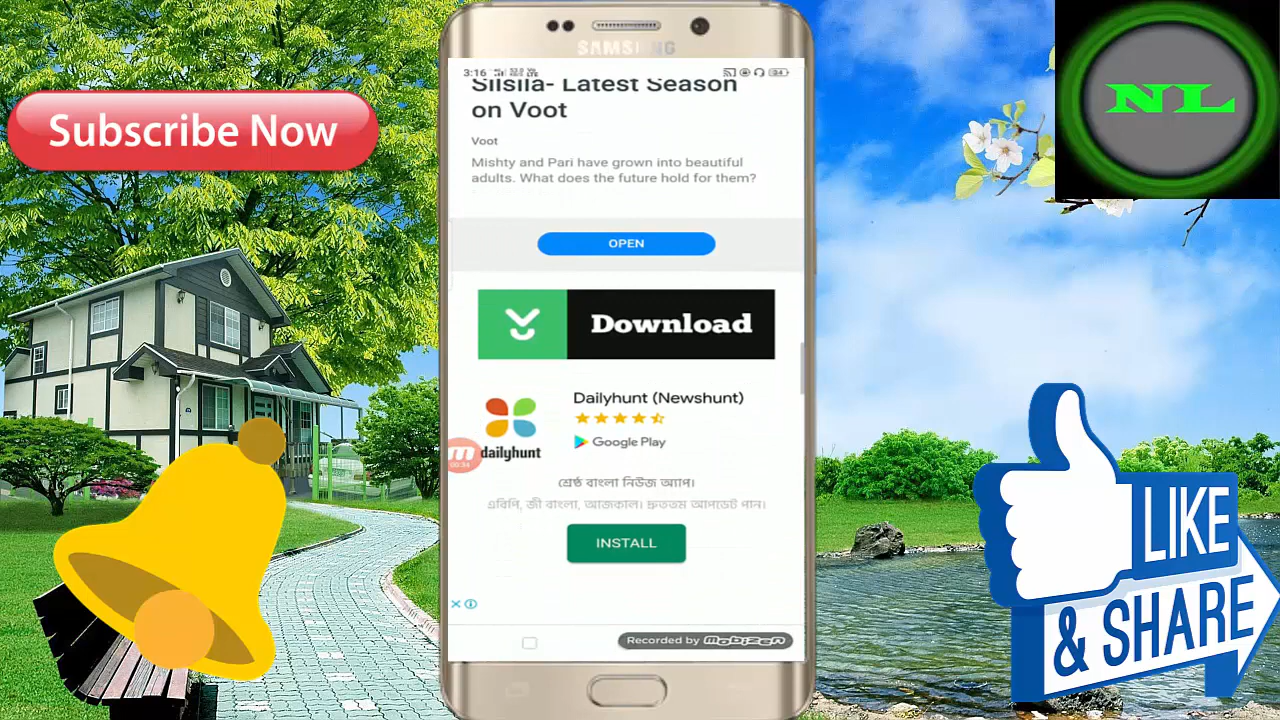 SAMSUNG
3:16
Silsila- Latest Season
on Voot
Voot
Mishty and Pari have grown into beautiful
adults. What does the future hold for them?
OPEN
Download
Dailyhunt (Newshunt)
Google Play
dailyhunt
00:34
শ্রেষ্ঠ বাংলা নিউজ অ্যাপ।
এবিপি, জী বাংলা, আজকাল। দ্রুততম আপডেট পান।
INSTALL
Recorded by mobizen
Subscribe Now
NL
LIKE
& SHARE